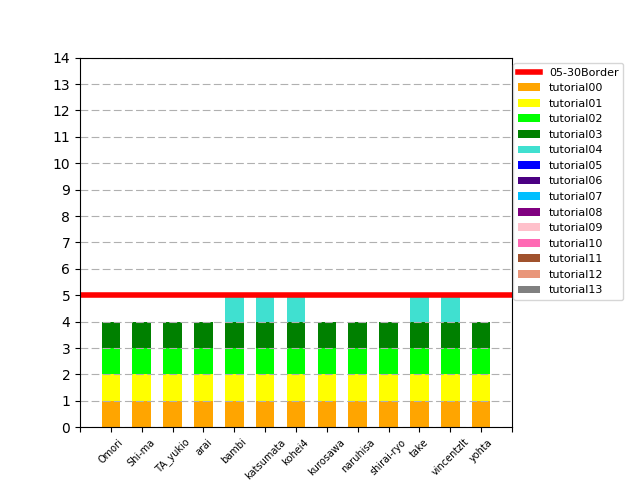 14
13
12
11
10
9
8
7
6
5
4
3
2
1
0
Omori
Shi-ma
TA_yukio
arai
bambi
katsumata
kohei4
kurosawa
naruhisa
shirai-ryo
take
vincentzlt
yohta
05-30Border
tutorial00
tutorial01
tutorial02
tutorial03
tutorial04
tutorial05
tutorial06
tutorial07
tutorial08
tutorial09
tutorial10
tutorial11
tutorial12
tutorial13